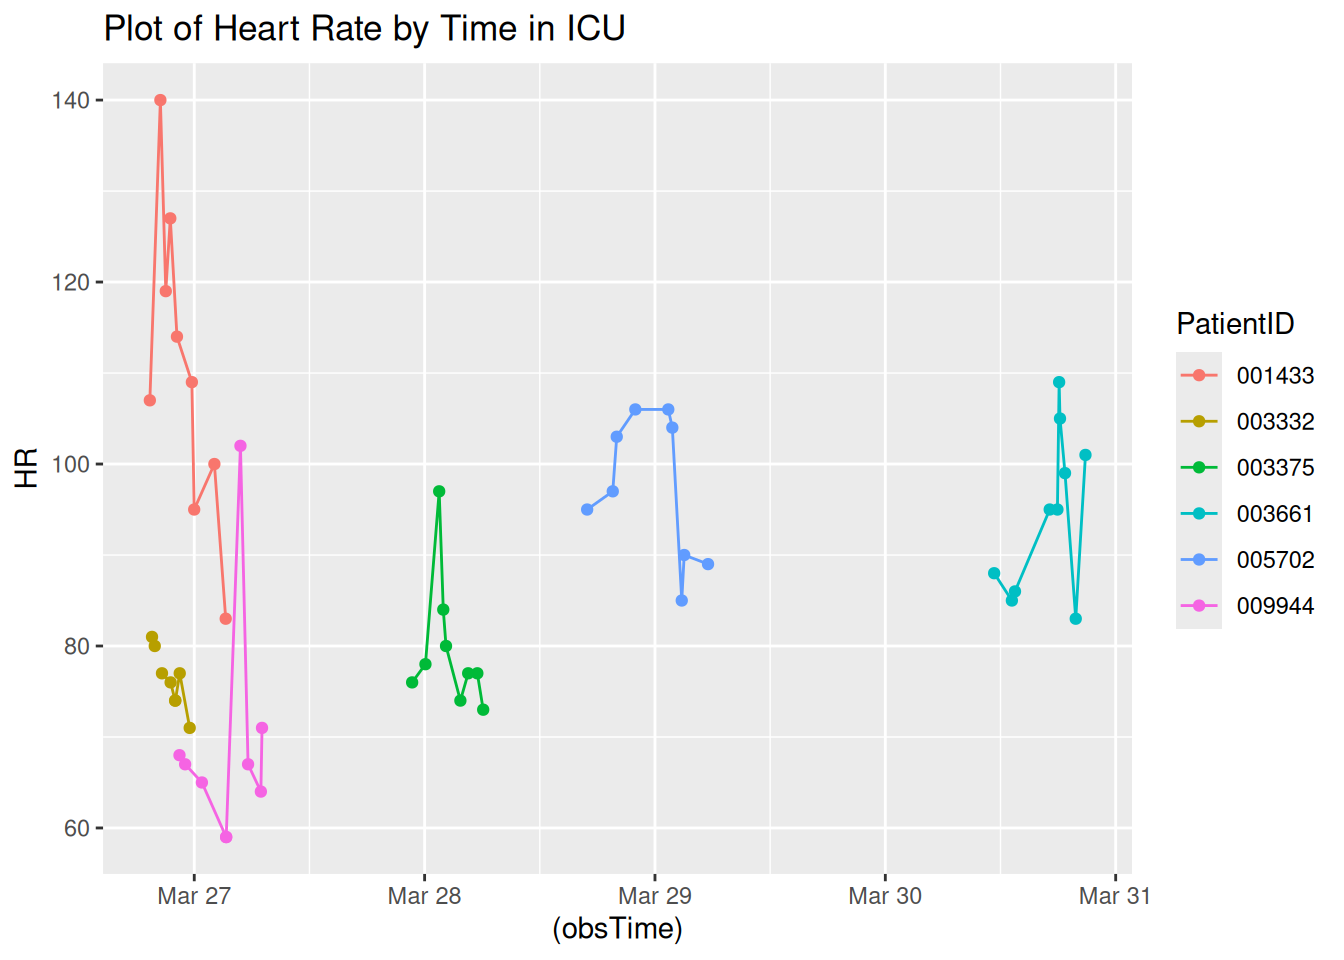 Plot of Heart Rate by Time in ICU
140
120
100
80
60
HR
Mar 27 Mar 28 Mar 29 Mar 30 Mar 31
(obsTime)
PatientID
001433
003332
003375
003661
005702
009944